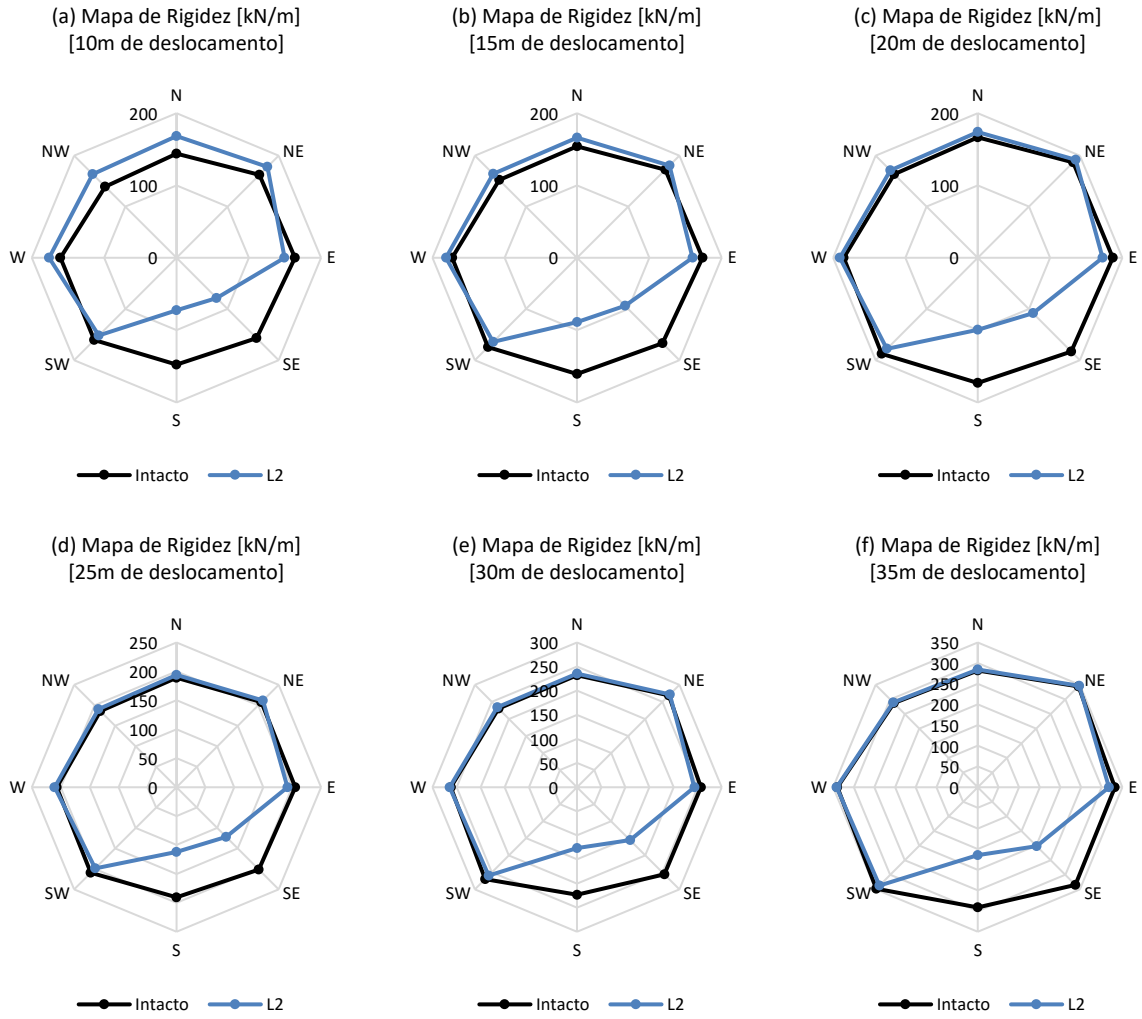 (a) Mapa de Rigidez [kN/m]
[10m de deslocamento]
N
200
NW
NE
100
W
0
E
SW
SE
S
Intacto L2
(b) Mapa de Rigidez [kN/m]
[15m de deslocamento]
N
200
NW
NE
100
W
0
E
SW
SE
S
Intacto L2
(c) Mapa de Rigidez [kN/m]
[20m de deslocamento]
N
200
NW
NE
100
W
0
E
SW
SE
S
Intacto L2
(d) Mapa de Rigidez [kN/m]
[25m de deslocamento]
N
250
NW
200
NE
150
100
50
W
0
E
SW
SE
S
Intacto L2
(e) Mapa de Rigidez [kN/m]
[30m de deslocamento]
N
300
NW
250
NE
200
150
100
50
W
0
E
SW
SE
S
Intacto L2
(f) Mapa de Rigidez [kN/m]
[35m de deslocamento]
N
350
NW
300
NE
250
200
150
100
50
W
0
E
SW
SE
S
Intacto L2